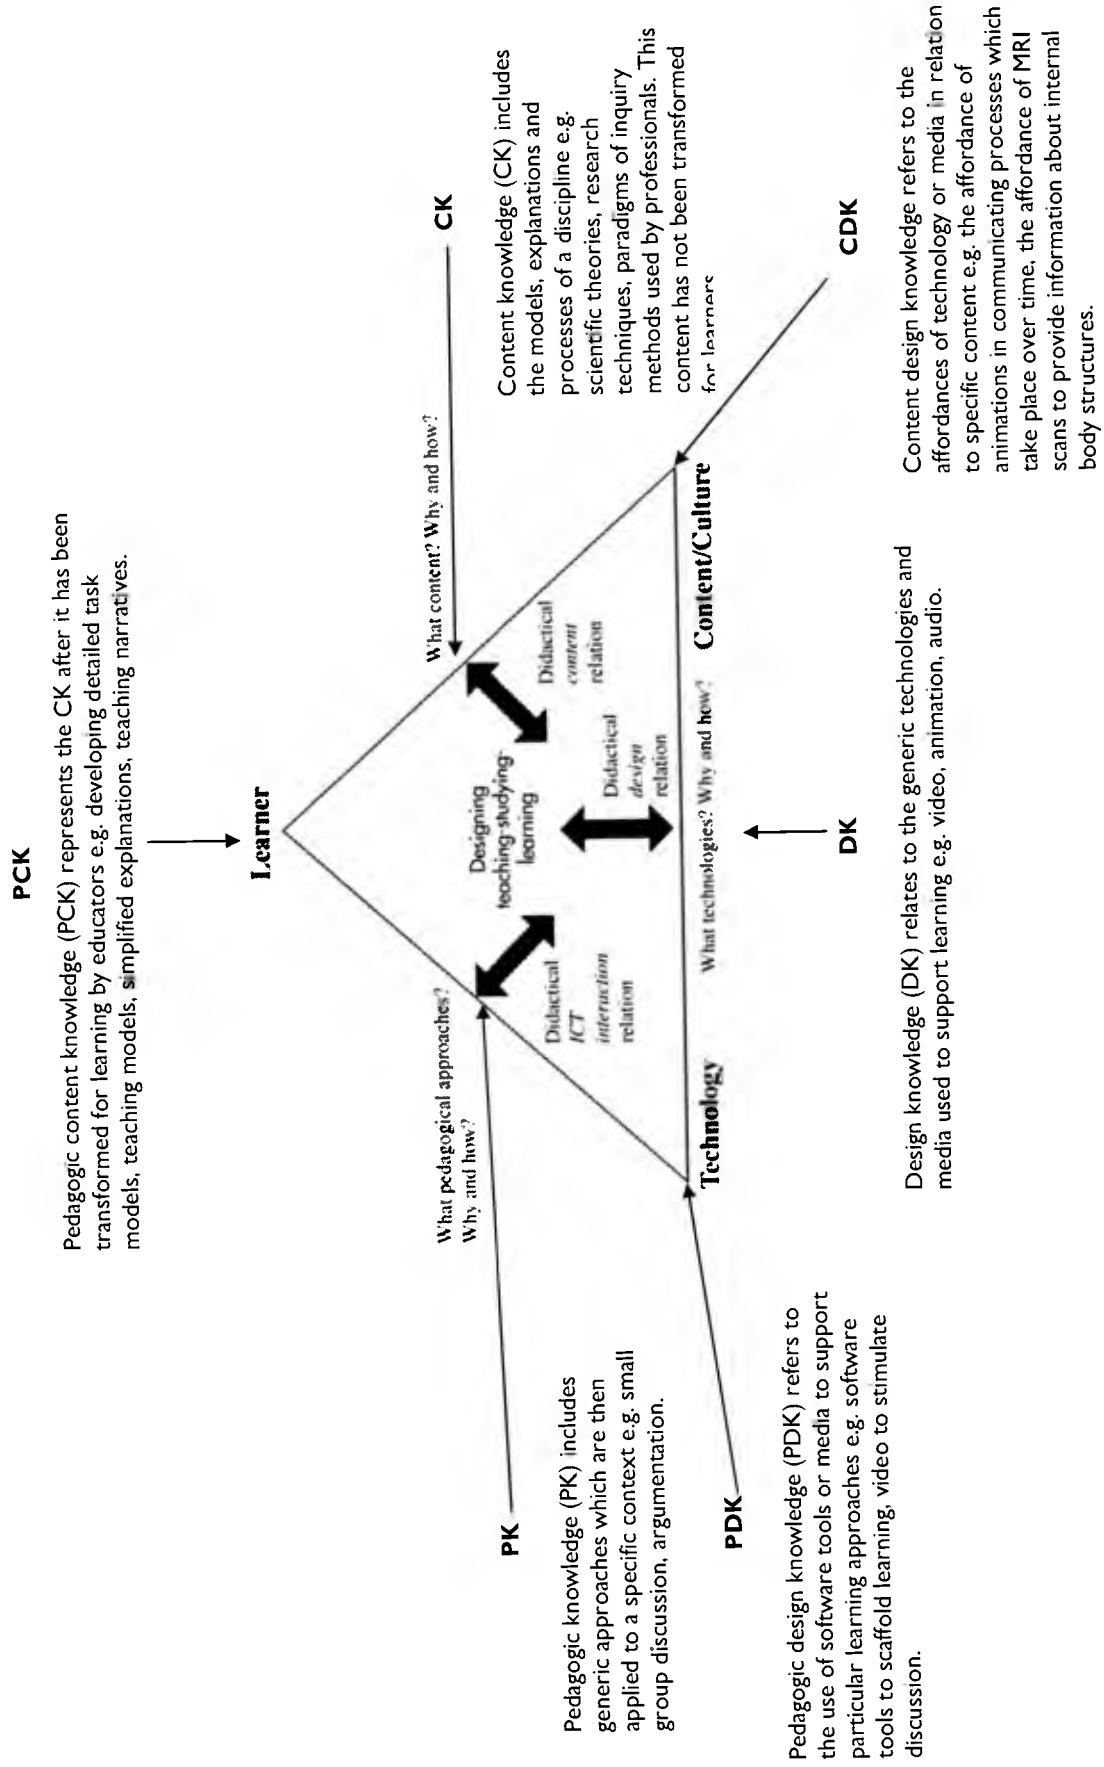 PCK
Pedagogic content knowledge (PCK) represents the CK after it has been
transformed for learning by educators e.g. developing detailed task
models, teaching models, simplified explanations, teaching narratives.
Learner
What pedagogical approaches?
Why and how?
What content? Why and how?
CK
Content knowledge (CK) includes
the models, explanations and
processes of a discipline e.g.
scientific theories, research
techniques, paradigms of inquiry
methods used by professionals. This
content has not been transformed
for learners
Designing
teaching-studying-
learning
Didactical
ICT
interaction
relation
Didactical
design
relation
Didactical
content
relation
PK
Pedagogic knowledge (PK) includes
generic approaches which are then
applied to a specific context e.g. small
group discussion, argumentation.
Technology
What technologies? Why and how?
Content/Culture
PDK
Pedagogic design knowledge (PDK) refers to
the use of software tools or media to support
particular learning approaches e.g. software
tools to scaffold learning, video to stimulate
discussion.
DK
Design knowledge (DK) relates to the generic technologies and
media used to support learning e.g. video, animation, audio.
CDK
Content design knowledge refers to the
affordances of technology or media in relation
to specific content e.g. the affordance of
animations in communicating processes which
take place over time, the affordance of MRI
scans to provide information about internal
body structures.